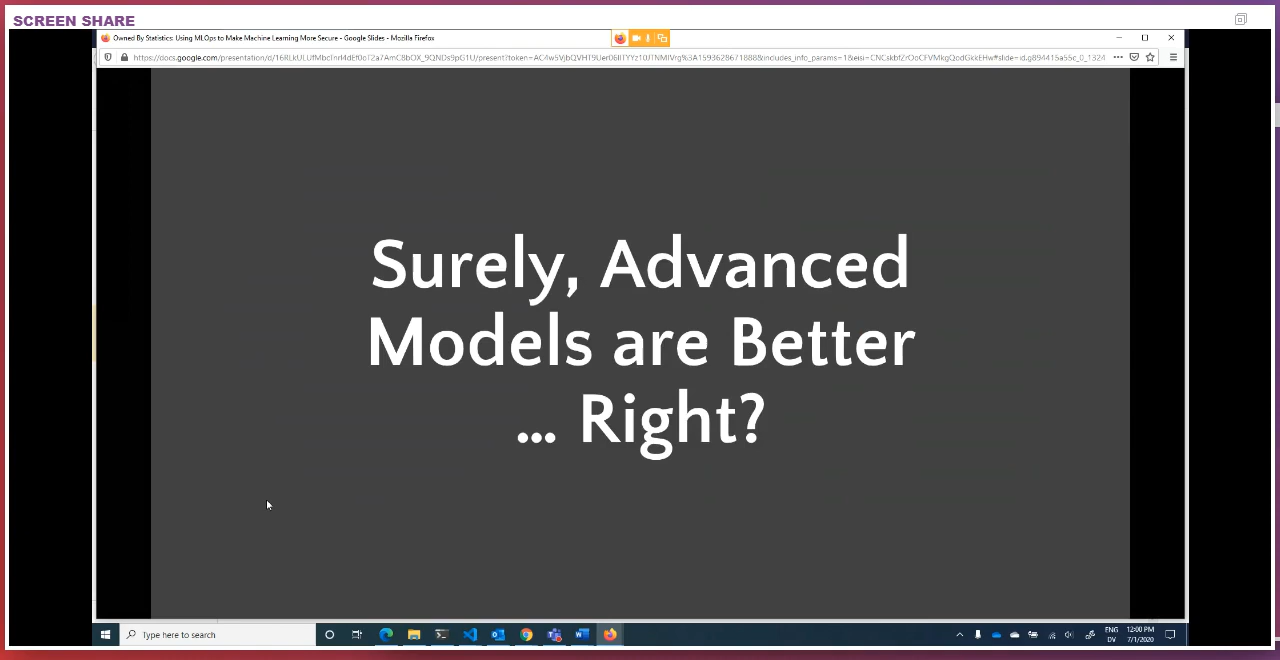 SCREEN SHARE
Owned By Statistics: Using MLOps to Make Machine Learning More Secure - Google Slides - Mozilla Firefox
Surely, Advanced
Models are Better
... Right?
Type here to search
ENG
DV
12:00 PM
7/1/2020